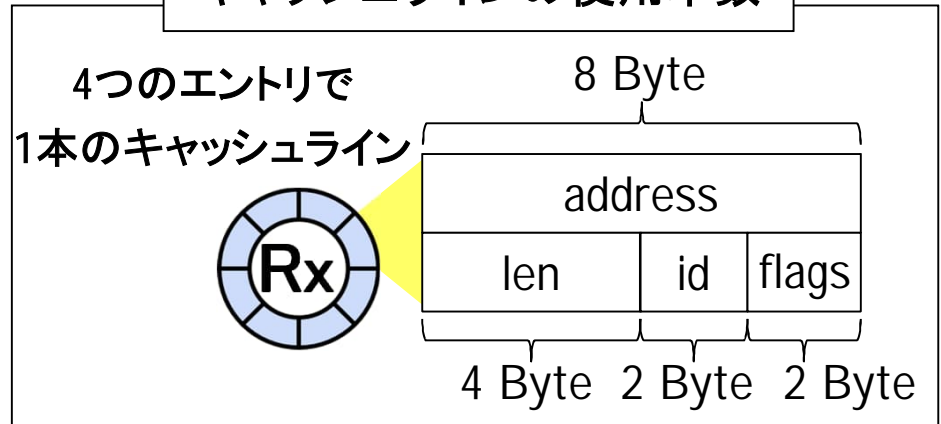 キャッシュラインの使用本数
4つのエントリで
1本のキャッシュライン
8 Byte
address
Rx
len id flags
4 Byte 2 Byte 2 Byte